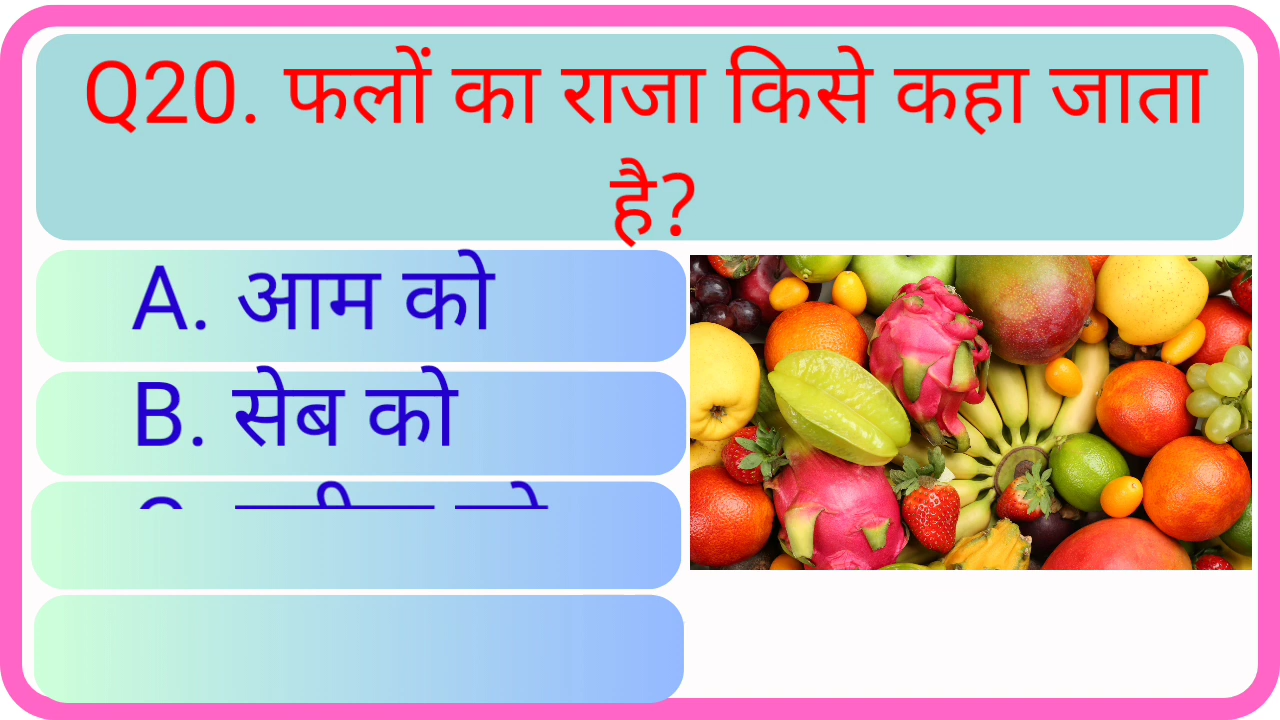 Q20. फलों का राजा किसे कहा जाता
है?
A. आम को
B. सेब को